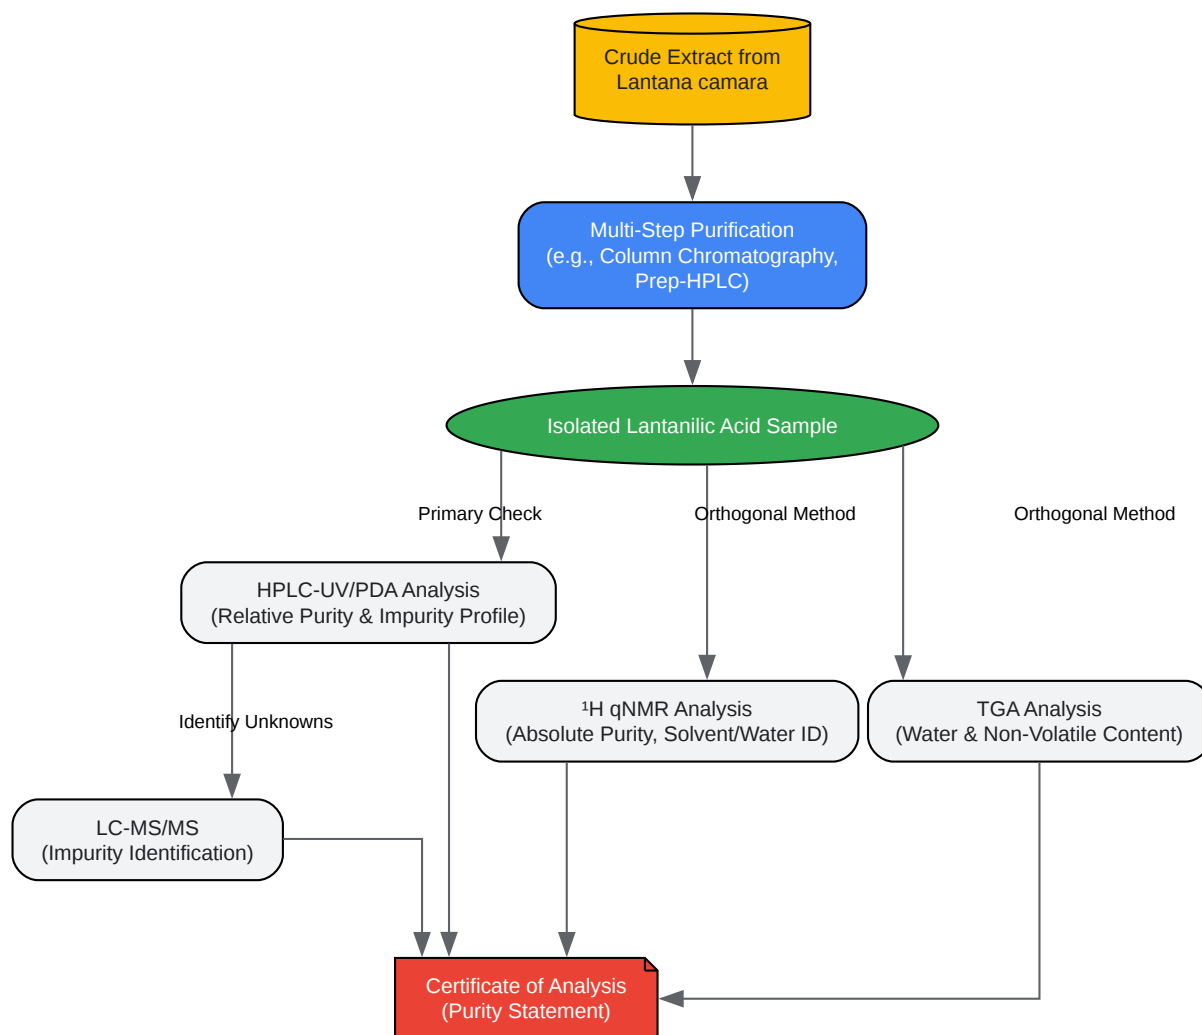 Crude Extract from
Lantana camara
Multi-Step Purification
(e.g., Column Chromatography,
Prep-HPLC)
Isolated Lantanilic Acid Sample
Primary Check
Orthogonal Method
Orthogonal Method
HPLC-UV/PDA Analysis
(Relative Purity & Impurity Profile)
¹H qNMR Analysis
(Absolute Purity, Solvent/Water ID)
TGA Analysis
(Water & Non-Volatile Content)
Identify Unknowns
LC-MS/MS
(Impurity Identification)
Certificate of Analysis
(Purity Statement)